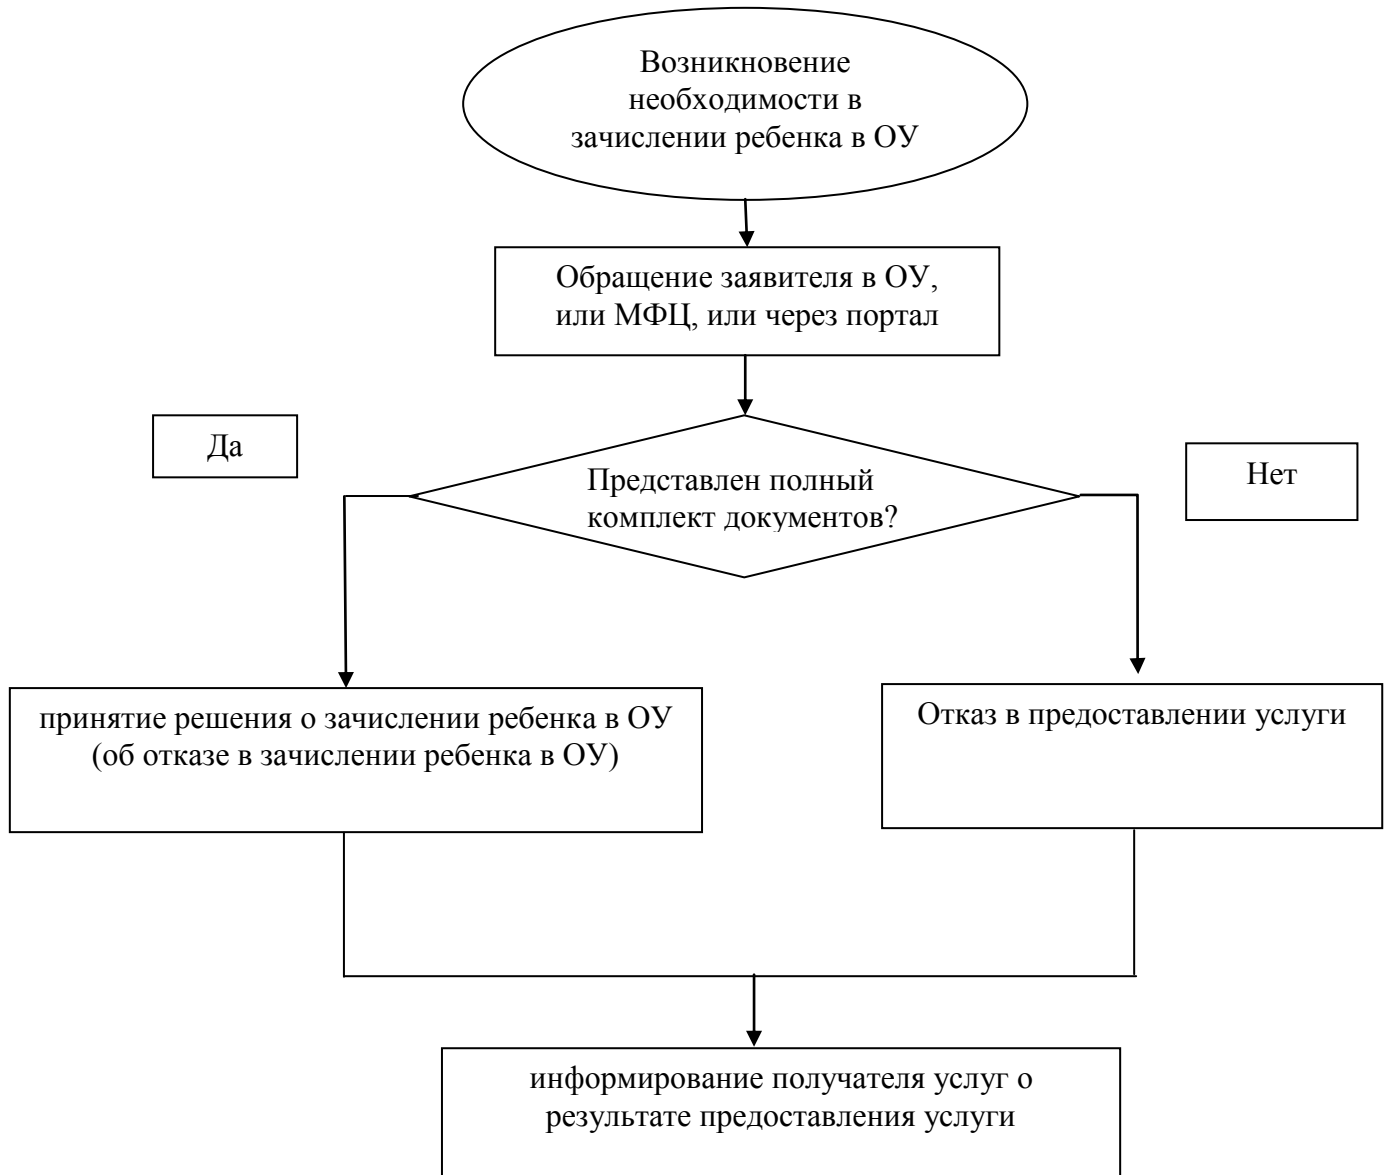 Возникновение
необходимости в
зачислении ребенка в ОУ
Обращение заявителя в ОУ,
или МФЦ, или через портал
Да
Нет
Представлен полный
комплект документов?
принятие решения о зачислении ребенка в ОУ
(об отказе в зачислении ребенка в ОУ)
Отказ в предоставлении услуги
информирование получателя услуг о
результате предоставления услуги